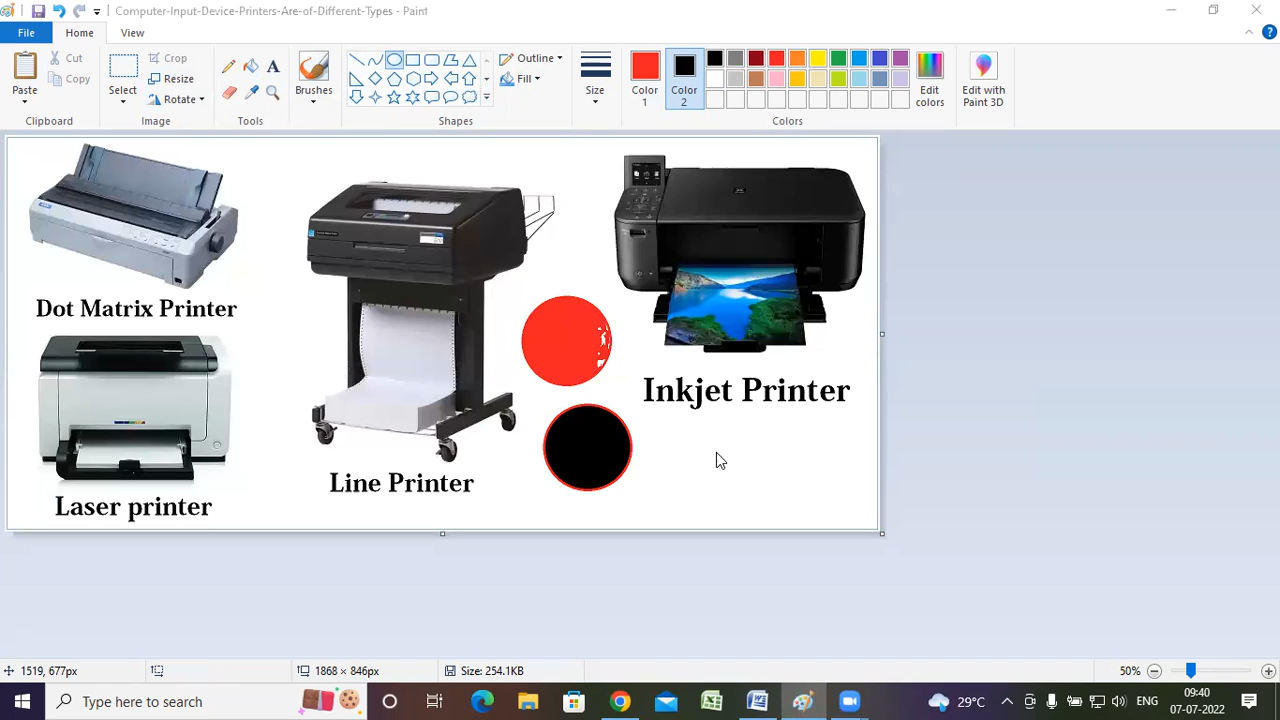 Computer-Input-Device-Printers-Are-of-Different-Types - Paint
File
Home
View
Paste
Cut
Copy
Clipboard
Select
Crop
Resize
Rotate
Image
A
Tools
Brushes
Shapes
Outline
Fill
Size
Color 1
Color 2
Colors
Edit colors
Edit with Paint 3D
Dot Matrix Printer
Laser printer
Line Printer
Inkjet Printer
1519, 677px
1868 × 846px
Size: 254.1KB
50%
Type here to search
29°C
ENG
09:40
07-07-2022